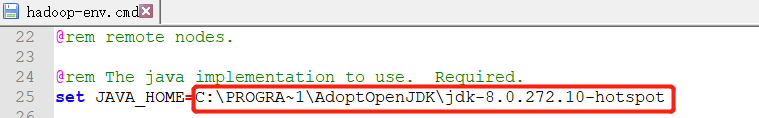 hadoop-env.cmd
22 @rem remote nodes.
23
24 @rem The java implementation to use.  Required.
25 set JAVA_HOME=C:\PROGRA~1\AdoptOpenJDK\jdk-8.0.272.10-hotspot
26